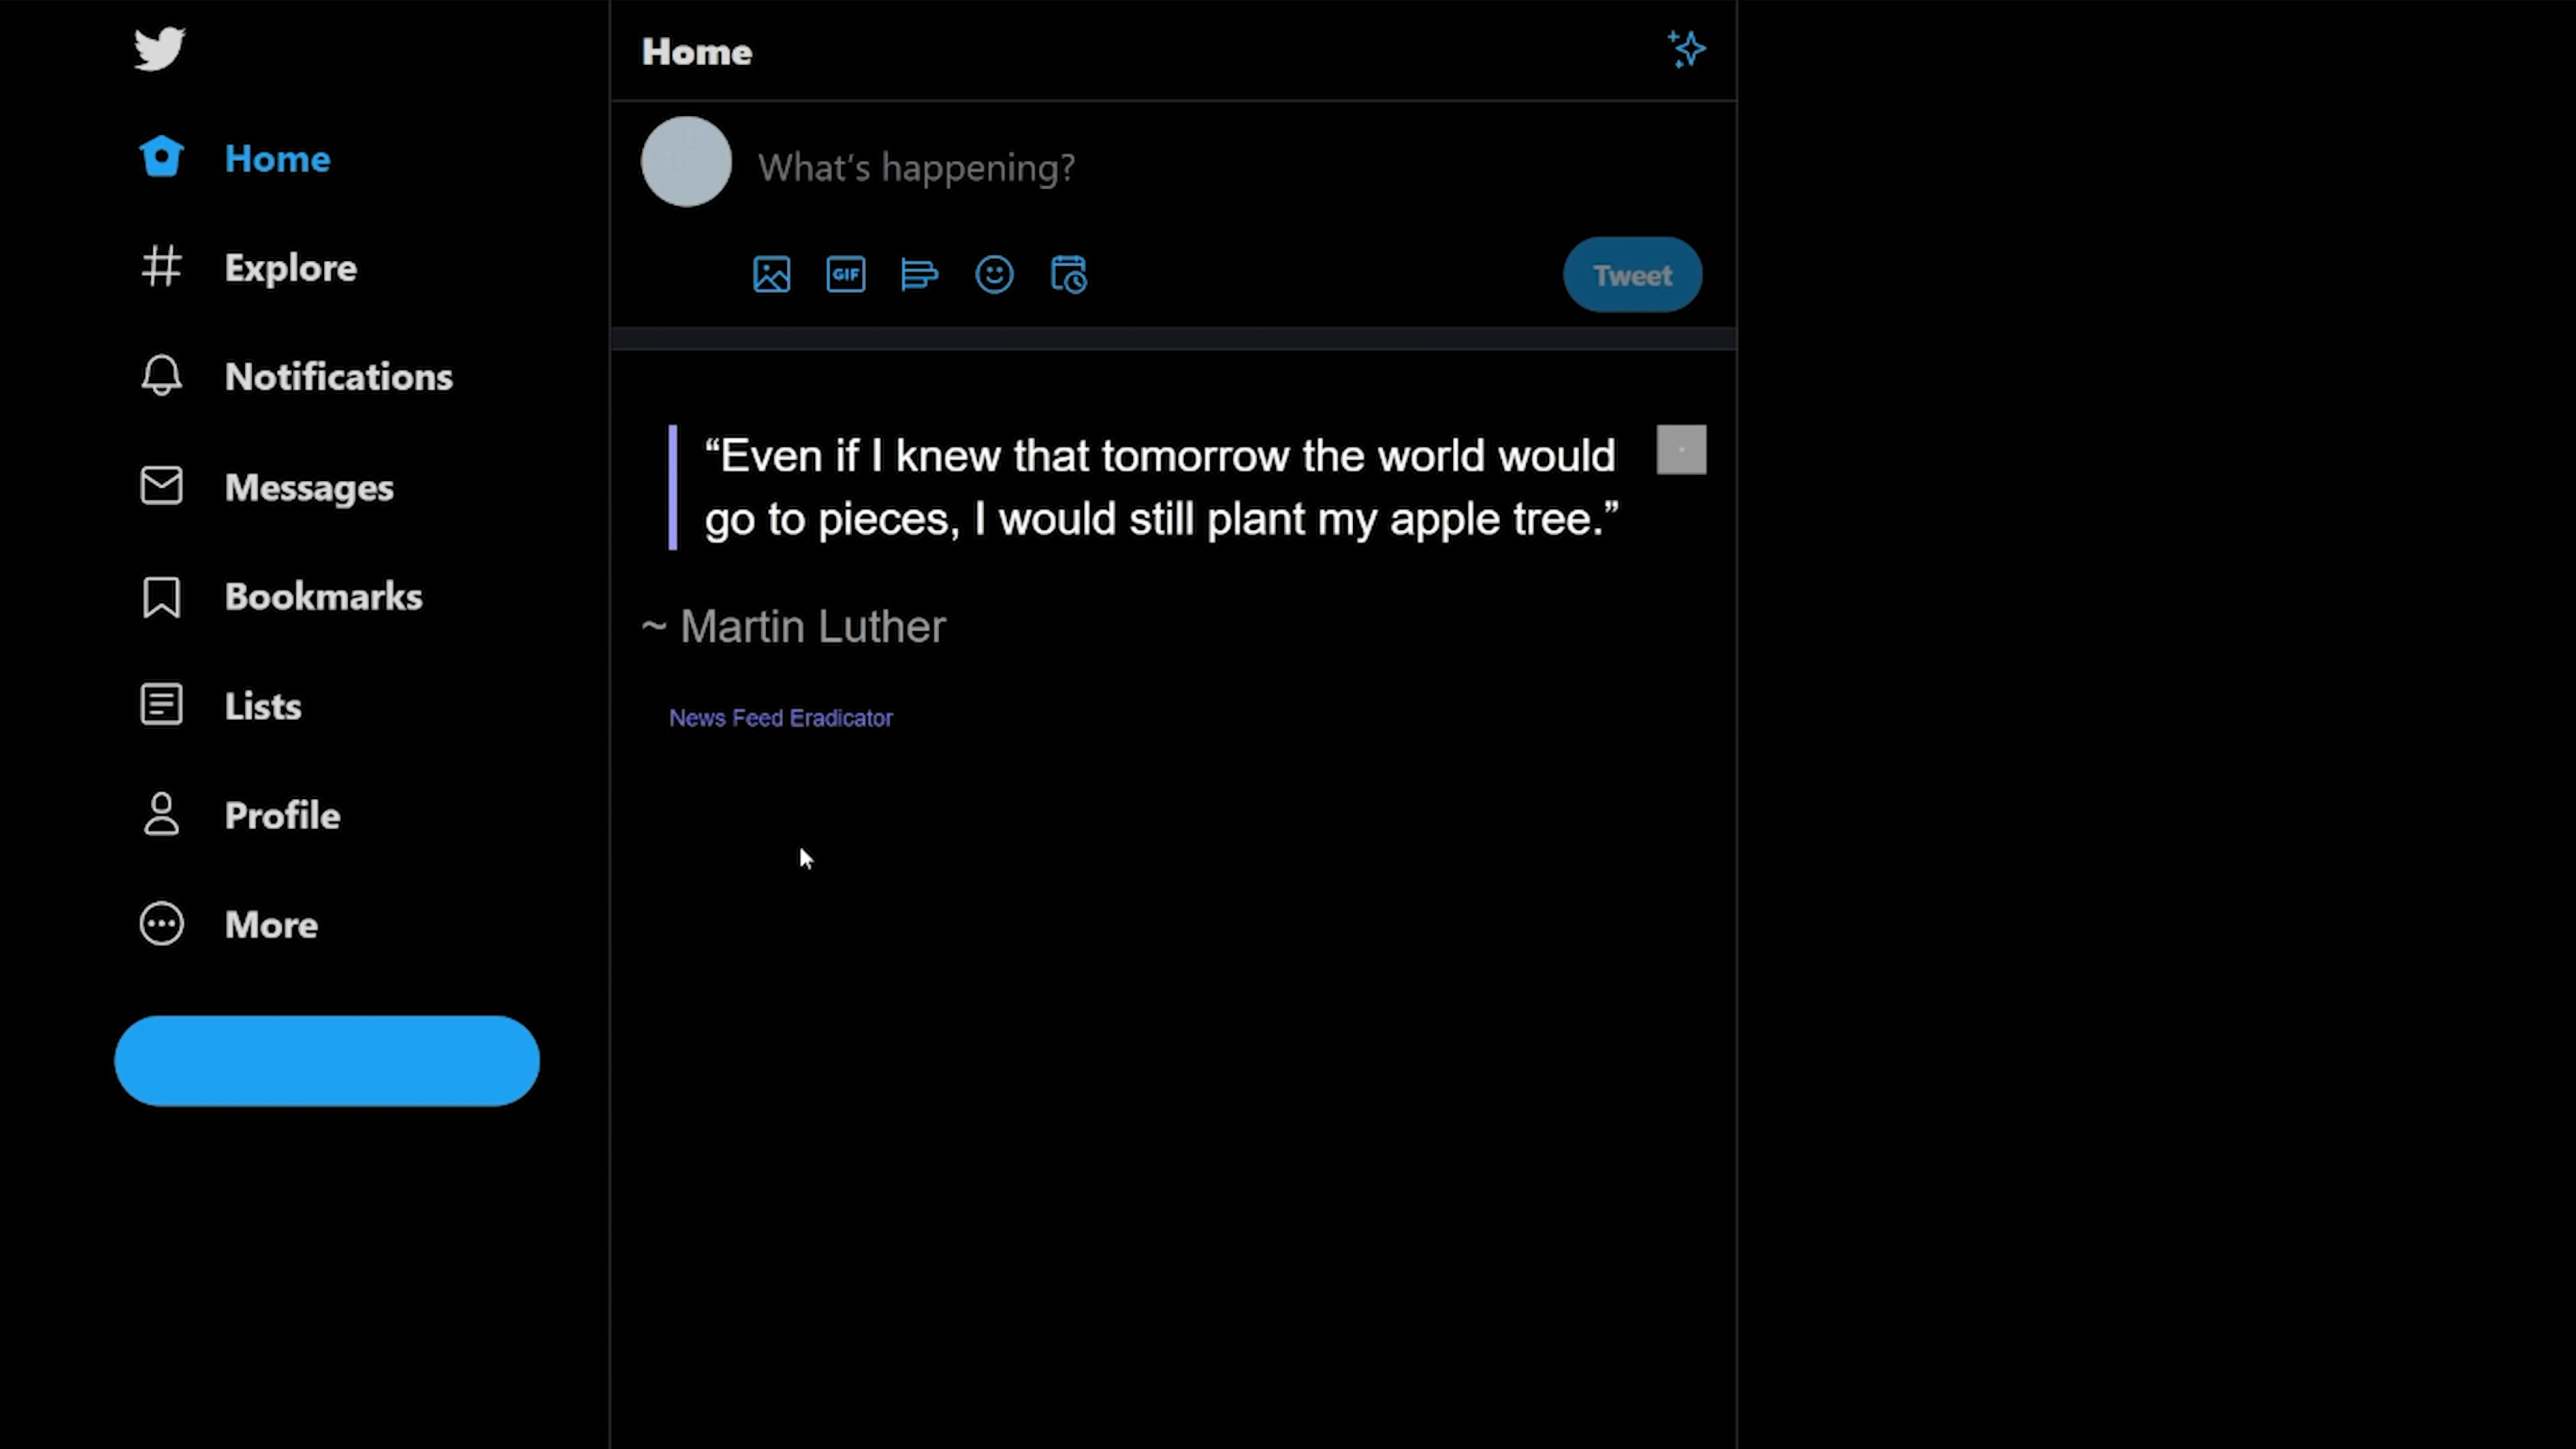 Home
Explore
Notifications
Messages
Bookmarks
Lists
Profile
More
Home
What's happening?
GIF
Tweet
“Even if I knew that tomorrow the world would
go to pieces, I would still plant my apple tree.”
~ Martin Luther
News Feed Eradicator